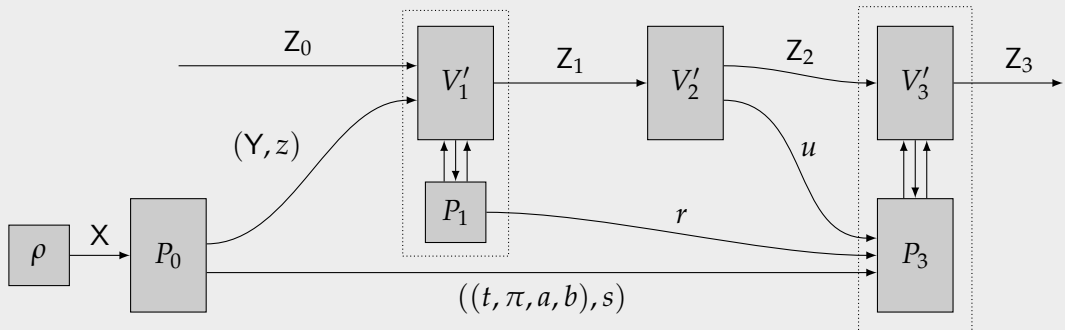 Z₀
V′₁
Z₁
V′₂
Z₂
V′₃
Z₃
(Y, z)
u
P₁
r
ρ
X
P₀
P₃
((t, π, a, b), s)